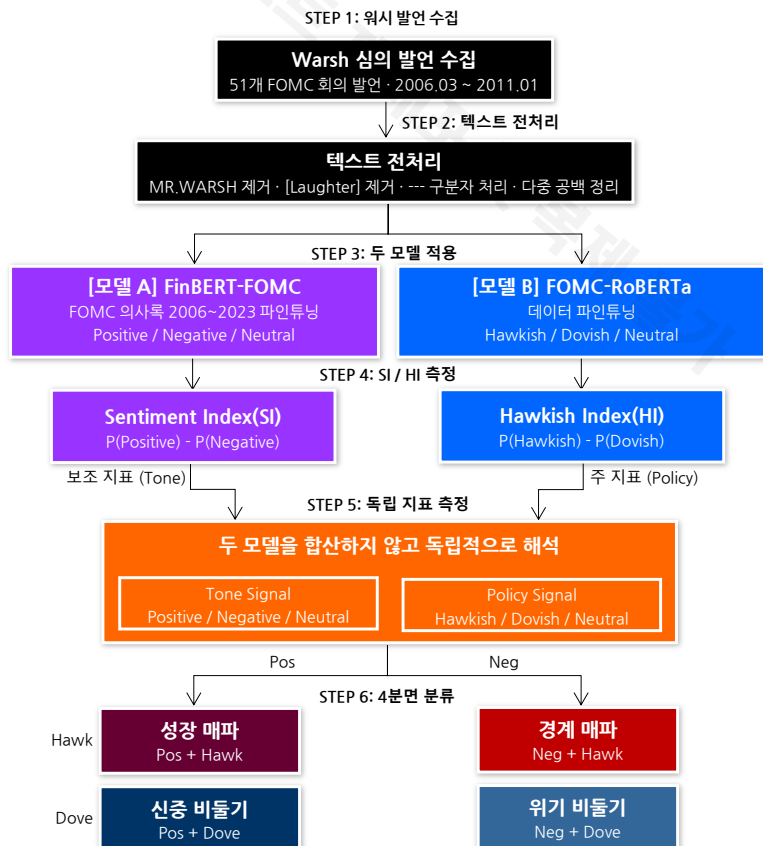 STEP 1: 워시 발언 수집
Warsh 심의 발언 수집
51개 FOMC 회의 발언 · 2006.03 ~ 2011.01
STEP 2: 텍스트 전처리
텍스트 전처리
MR.WARSH 제거 · [Laughter] 제거 · --- 구분자 처리 · 다중 공백 정리
STEP 3: 두 모델 적용
[모델 A] FinBERT-FOMC
FOMC 의사록 2006~2023 파인튜닝
Positive / Negative / Neutral
[모델 B] FOMC-RoBERTa
데이터 파인튜닝
Hawkish / Dovish / Neutral
STEP 4: SI / HI 측정
Sentiment Index(SI)
P(Positive) - P(Negative)
Hawkish Index(HI)
P(Hawkish) - P(Dovish)
보조 지표 (Tone)
주 지표 (Policy)
STEP 5: 독립 지표 측정
두 모델을 합산하지 않고 독립적으로 해석
Tone Signal
Positive / Negative / Neutral
Policy Signal
Hawkish / Dovish / Neutral
Pos
Neg
STEP 6: 4분면 분류
Hawk
성장 매파
Pos + Hawk
경계 매파
Neg + Hawk
Dove
신중 비둘기
Pos + Dove
위기 비둘기
Neg + Dove